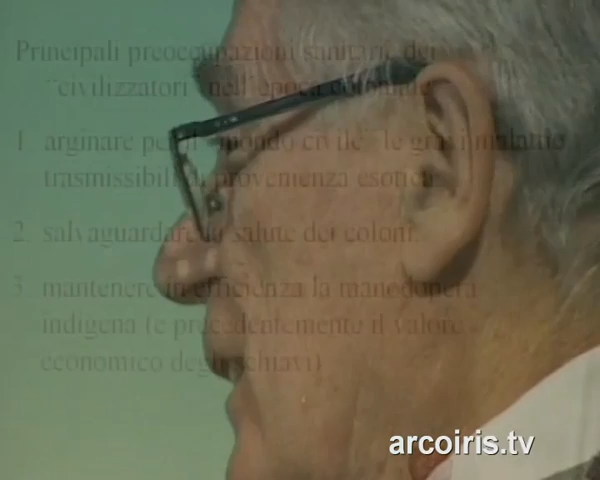 Principali preoccupazioni sanitarie dei
"civilizzatori" nell'epoca coloniale
1 arginare per il "mondo civile" le gravi malattie
trasmissibili di provenienza esotica
2. salvaguardare la salute dei coloni.
3. mantenere in efficienza la manodopera
indigena (e precedentemente il valore
economico degli schiavi)
arcoiris.tv